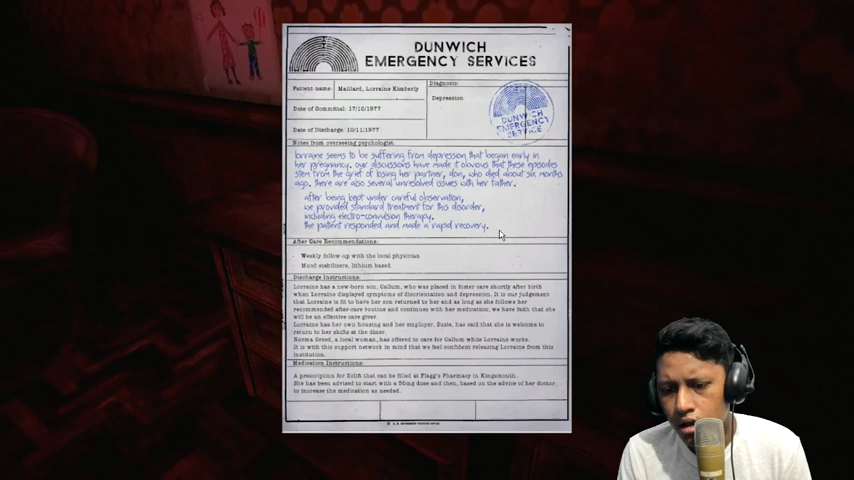 DUNWICH
EMERGENCY SERVICES
Patient name: Maillard, Lorraine Kimberly
Diagnosis:
Depression
Date of Committal: 17/10/1977
Date of Discharge: 10/11/1977
DUNWICH
EMERGENCY
SERVICE
Notes from overseeing psychologist:
lorraine seems to be suffering from depression that began early in
her pregnancy. our discussions have made it obvious that these episodes
stem from the grief of losing her partner, don, who died about six months
ago. there are also several unresolved issues with her father.
after being kept under careful observation,
we provided standard treatment for this disorder,
including electro-convulsion therapy.
the patient responded and made a rapid recovery.
After Care Recommendations:
- Weekly follow-up with the local physician
- Mood stabilizers, lithium based
Discharge Instructions:
Lorraine has a new-born son, Callum, who was placed in foster care shortly after birth
when Lorraine displayed symptoms of disorientation and depression. It is our judgement
that Lorraine is fit to have her son returned to her and as long as she follows her
recommended after-care routine and continues with her medication, we have faith that she
will be an effective care giver.
Lorraine has her own housing and her employer, Susie, has said that she is welcome to
return to her shifts at the diner.
Norma Creed, a local woman, has offered to care for Callum while Lorraine works.
It is with this support network in mind that we feel confident releasing Lorraine from this
institution.
Medication Instructions:
A prescription for Zoloft that can be filled at Flagg's Pharmacy in Kingsmouth.
She has been advised to start with a 50mg dose and then, based on the advice of her doctor,
to increase the medication as needed.